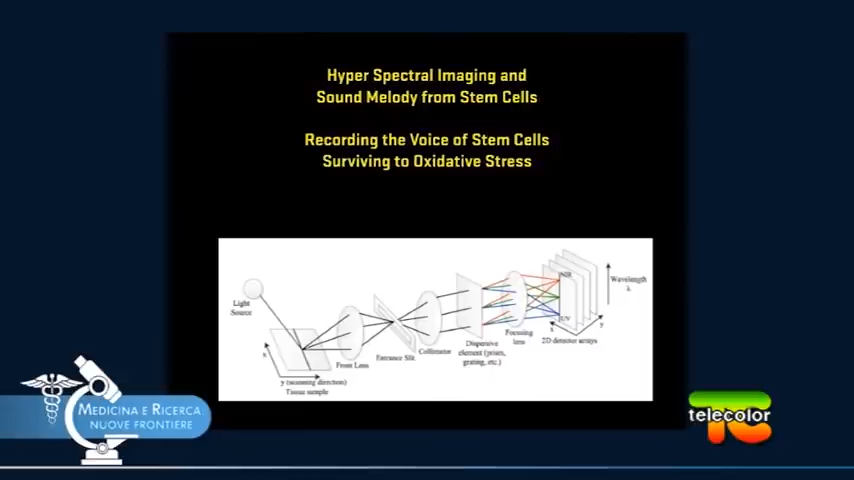 Hyper Spectral Imaging and
Sound Melody from Stem Cells
Recording the Voice of Stem Cells
Surviving to Oxidative Stress
Light
Source
x
y (scanning direction)
Tissue sample
Front Lens
Entrance Slit
Collimator
Dispersive
element (prism,
grating, etc.)
Focusing
lens
NIR
UV
x
y
2D detector arrays
Wavelength
λ
MEDICINA E RICERCA
NUOVE FRONTIERE
telecolor